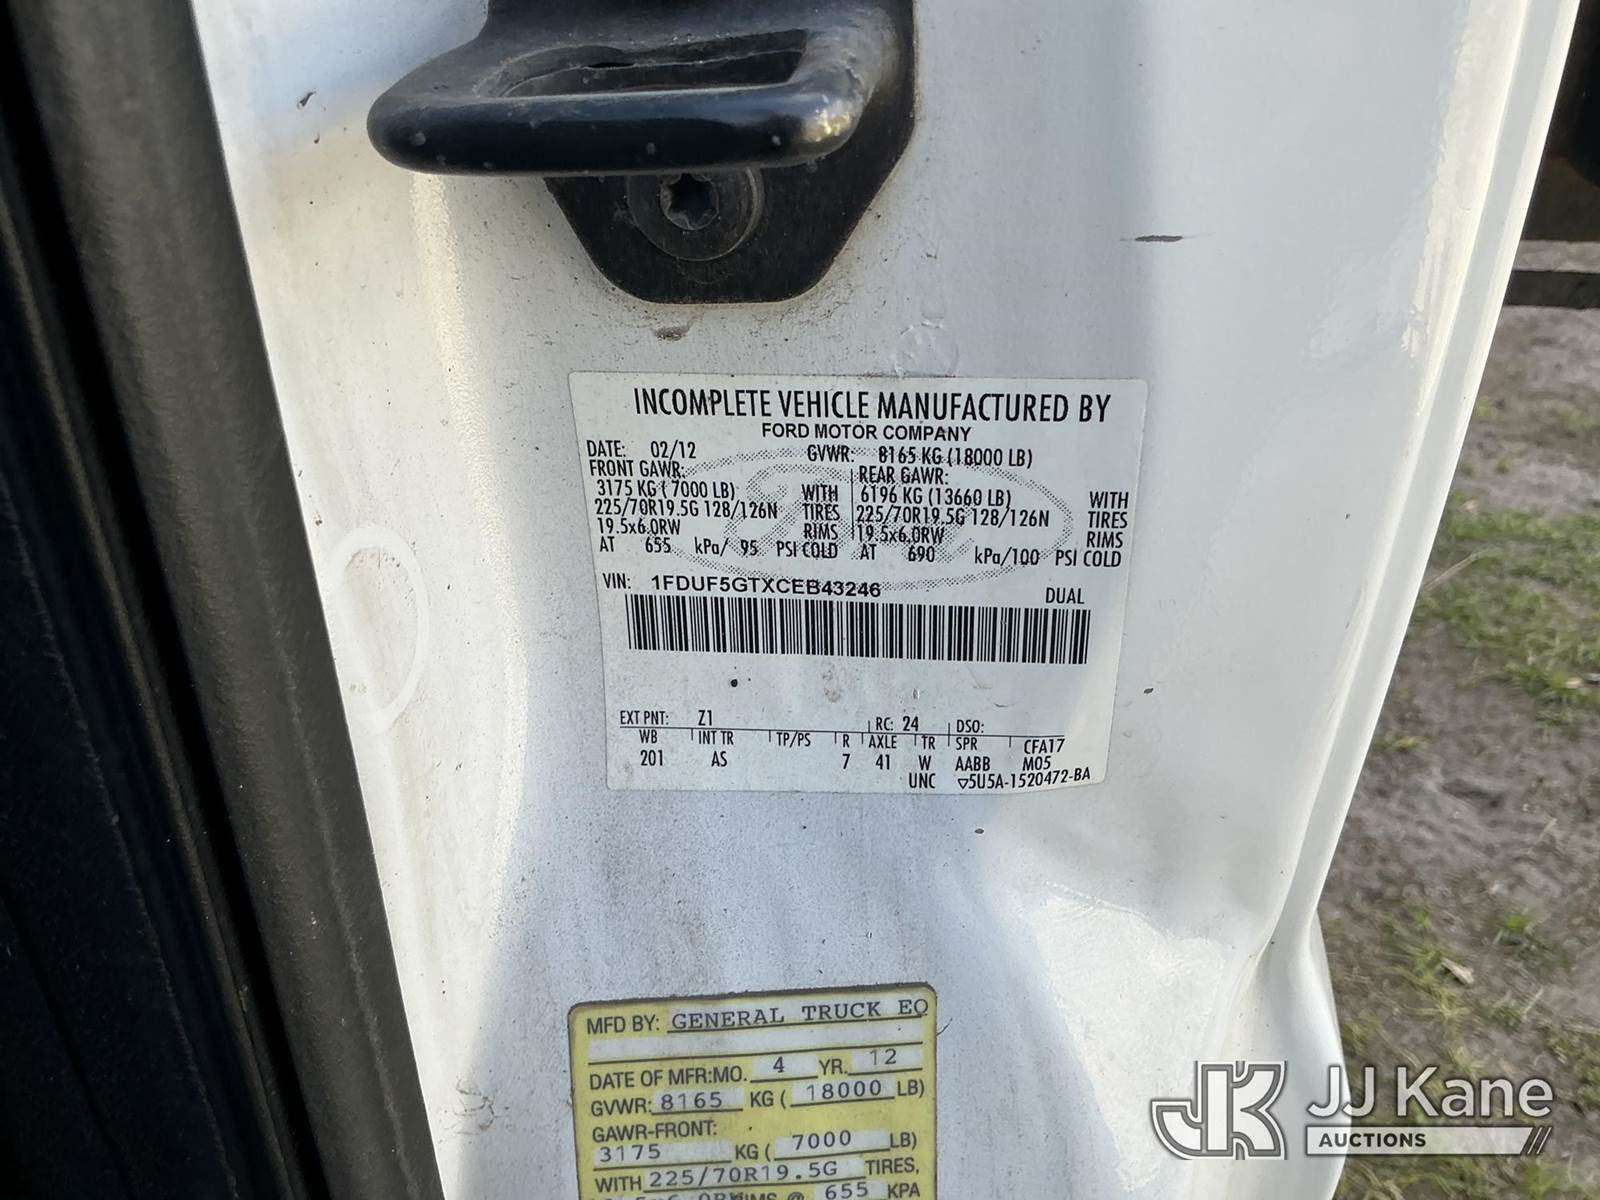 INCOMPLETE VEHICLE MANUFACTURED BY
FORD MOTOR COMPANY
DATE: 02/12 GVWR: 8165 KG (18000 LB)
FRONT GAWR: REAR GAWR:
3175 KG (7000 LB) WITH 6196 KG (13660 LB) WITH
225/70R19.5G 128/126N TIRES 225/70R19.5G 128/126N TIRES
19.5x6.0RW RIMS 19.5x6.0RW RIMS
AT 655 kPa/ 95 PSI COLD AT 690 kPa/100 PSI COLD
VIN: 1FDUF5GTXCEB43246 DUAL
EXT PNT: Z1 RC: 24 DSO:
WB INT TR TP/PS R AXLE TR SPR CFA17
201 AS 7 41 W AABB M05
UNC ▽5U5A-1520472-BA
MFD BY: GENERAL TRUCK EQ
DATE OF MFR:MO. 4 YR. 12
GVWR: 8165 KG ( 18000 LB)
GAWR-FRONT:
3175 KG ( 7000 LB)
WITH 225/70R19.5G TIRES,
@ 655 KPA
JK JJ Kane
AUCTIONS